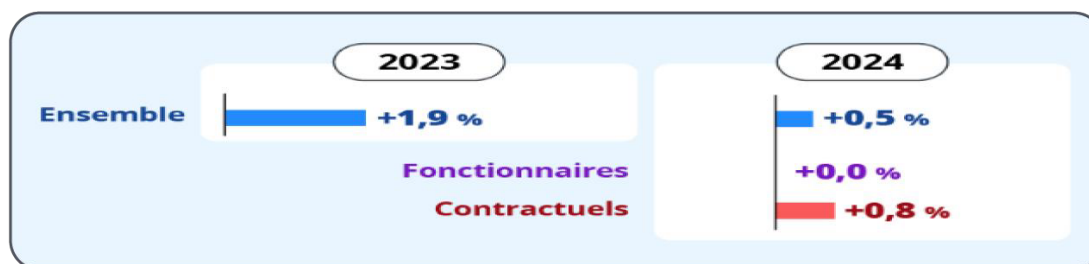 2023 2024
Ensemble +1,9 % +0,5 %
Fonctionnaires +0,0 %
Contractuels +0,8 %